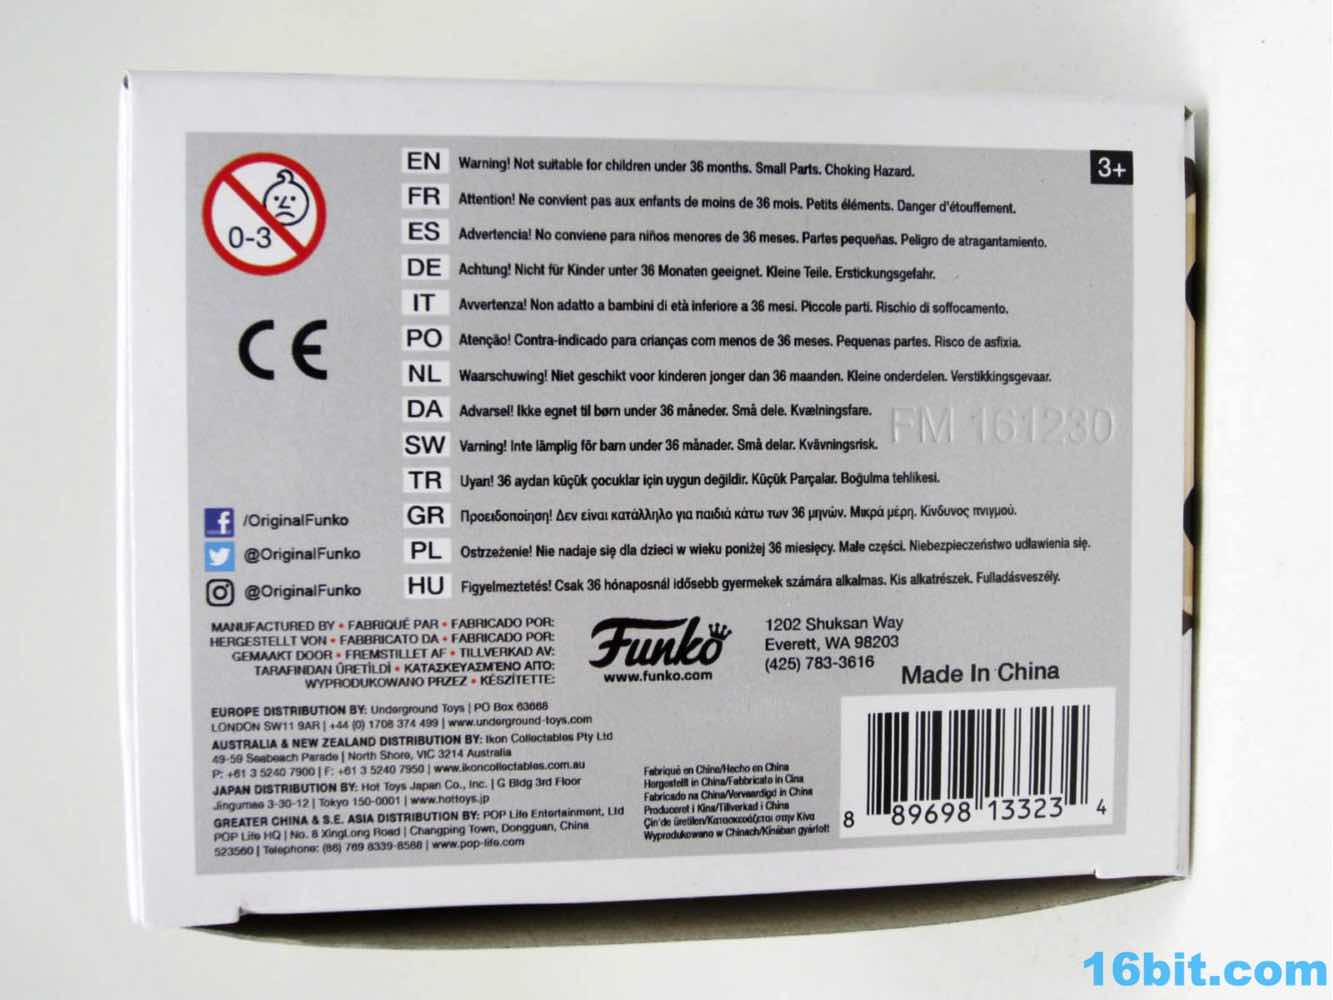 0-3
EN Warning! Not suitable for children under 36 months. Small Parts. Choking Hazard.
3+
FR Attention! Ne convient pas aux enfants de moins de 36 mois. Petits éléments. Danger d'étouffement.
ES Advertencia! No conviene para niños menores de 36 meses. Partes pequeñas. Peligro de atragantamiento.
DE Achtung! Nicht für Kinder unter 36 Monaten geeignet. Kleine Teile. Erstickungsgefahr.
IT Avvertenza! Non adatto a bambini di età inferiore a 36 mesi. Piccole parti. Rischio di soffocamento.
PO Atenção! Contra-indicado para crianças com menos de 36 meses. Pequenas partes. Risco de asfixia.
NL Waarschuwing! Niet geschikt voor kinderen jonger dan 36 maanden. Kleine onderdelen. Verstikkingsgevaar.
DA Advarsel! Ikke egnet til børn under 36 måneder. Små dele. Kvælningsfare.
SW Varning! Inte lämplig för barn under 36 månader. Små delar. Kvävningsrisk.
TR Uyarı! 36 aydan küçük çocuklar için uygun değildir. Küçük Parçalar. Boğulma tehlikesi.
GR Προειδοποίηση! Δεν είναι κατάλληλο για παιδιά κάτω των 36 μηνών. Μικρά μέρη. Κίνδυνος πνιγμού.
PL Ostrzeżenie! Nie nadaje się dla dzieci w wieku poniżej 36 miesięcy. Małe części. Niebezpieczeństwo udławienia się.
HU Figyelmeztetés! Csak 36 hónaposnál idősebb gyermekek számára alkalmas. Kis alkatrészek. Fulladásveszély.
CE
FM 161230
/OriginalFunko
@OriginalFunko
@OriginalFunko
MANUFACTURED BY • FABRIQUÉ PAR • FABRICADO POR:
HERGESTELLT VON • FABBRICATO DA • FABRICADO POR:
GEMAAKT DOOR • FREMSTILLET AF • TILLVERKAD AV:
TARAFINDAN ÜRETİLDİ • ΚΑΤΑΣΚΕΥΑΣΜΈΝΟ ΑΠΌ:
WYPRODUKOWANO PRZEZ • KÉSZÍTETTE:
Funko
www.funko.com
1202 Shuksan Way
Everett, WA 98203
(425) 783-3616
Made In China
EUROPE DISTRIBUTION BY: Underground Toys | PO Box 63668
LONDON SW11 9AR | +44 (0) 1708 374 499 | www.underground-toys.com
AUSTRALIA & NEW ZEALAND DISTRIBUTION BY: Ikon Collectables Pty Ltd
49-59 Seabeach Parade | North Shore, VIC 3214 Australia
P: +61 3 5240 7900 | F: +61 3 5240 7950 | www.ikoncollectables.com.au
JAPAN DISTRIBUTION BY: Hot Toys Japan Co., Inc. | G Bldg 3rd Floor
Jingumae 3-30-12 | Tokyo 150-0001 | www.hottoys.jp
GREATER CHINA & S.E. ASIA DISTRIBUTION BY: POP Life Entertainment, Ltd
POP Life HQ | No. 8 XingLong Road | Changping Town, Dongguan, China
523560 | Telephone: (86) 769 8339-8588 | www.pop-life.com
Fabriqué en Chine/Hecho en China
Hergestellt in China/Fabbricato in Cina
Fabricado na China/Vervaardigd in China
Produceret i Kina/Tillverkad i China
Çin'de üretilen/Κατασκευάζεται στην Κίνα
Wyprodukowano w Chinach/Kínában gyártott
8 89698 13323 4
16bit.com